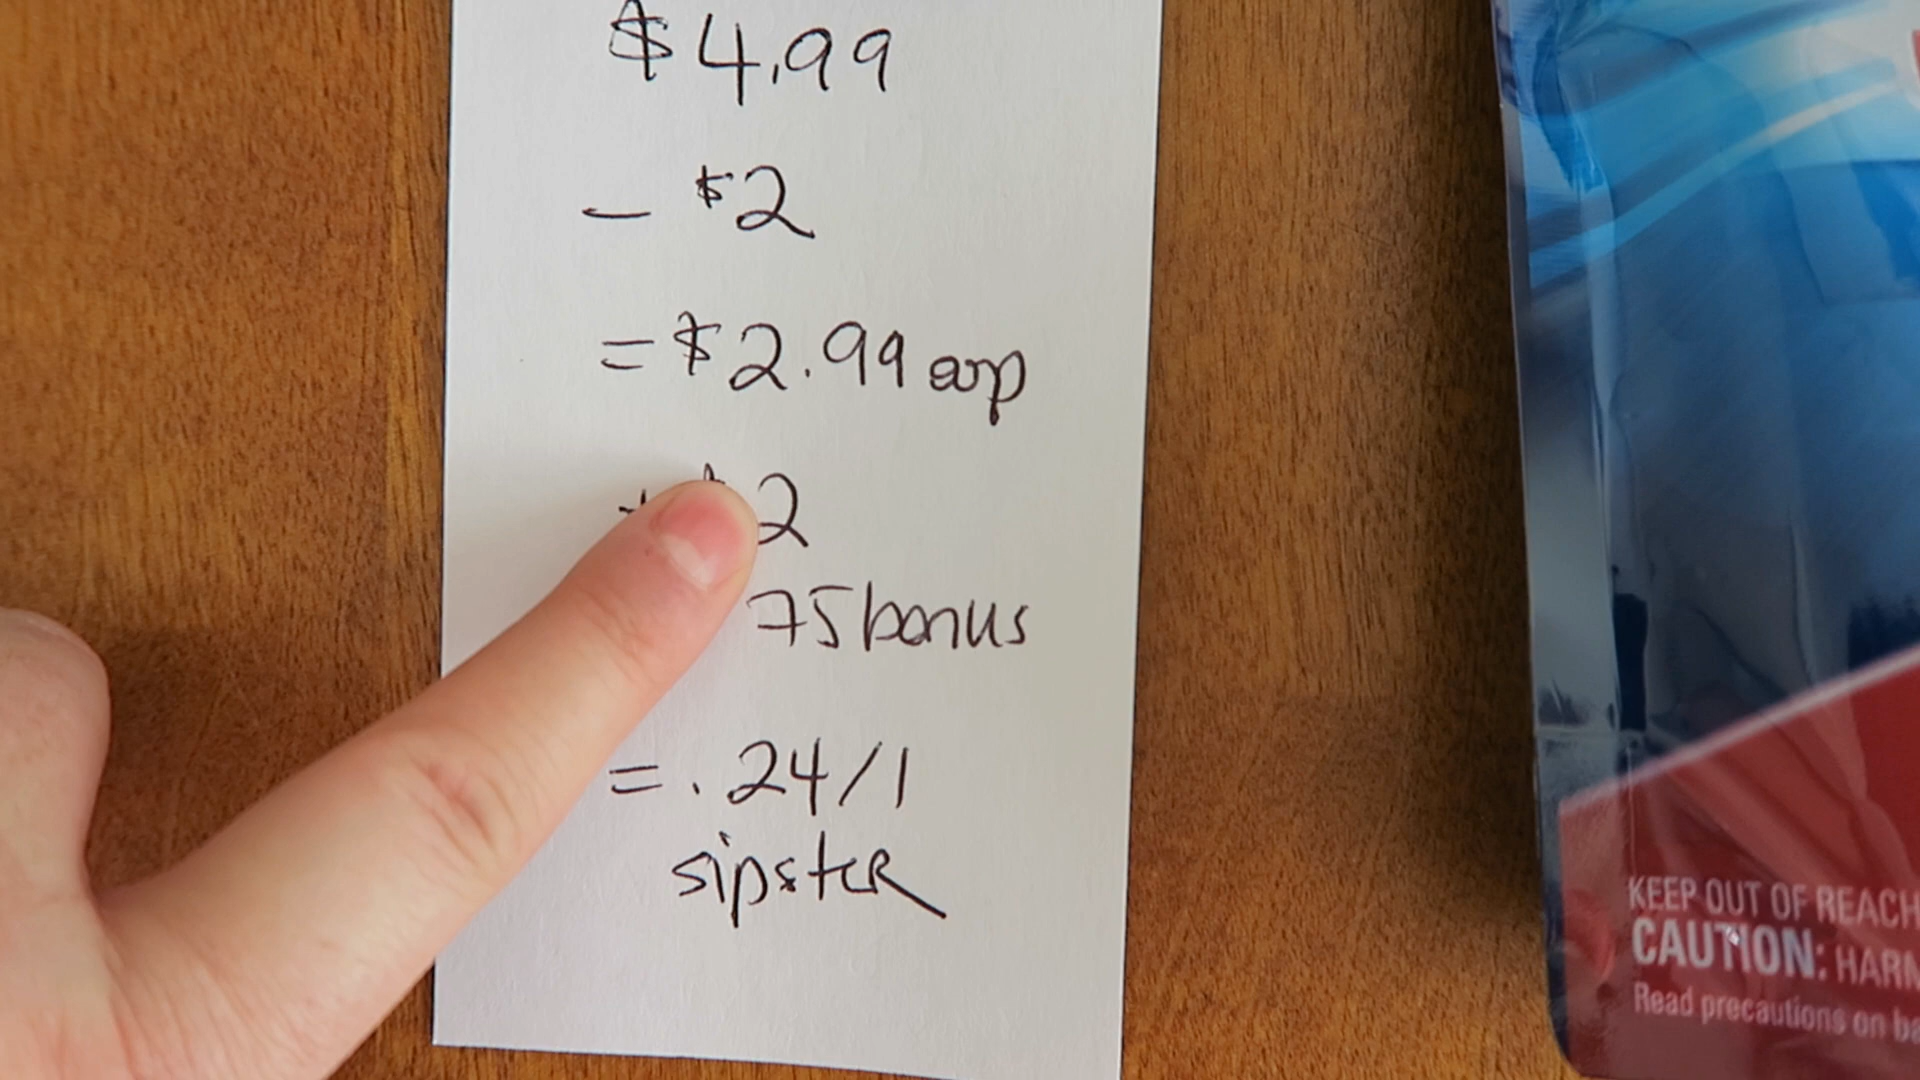 $4.99
- $2
= $2.99 oop
$2
75 bonus
= .24/1
sipster
KEEP OUT OF REACH
CAUTION: HARM
Read precautions on ba